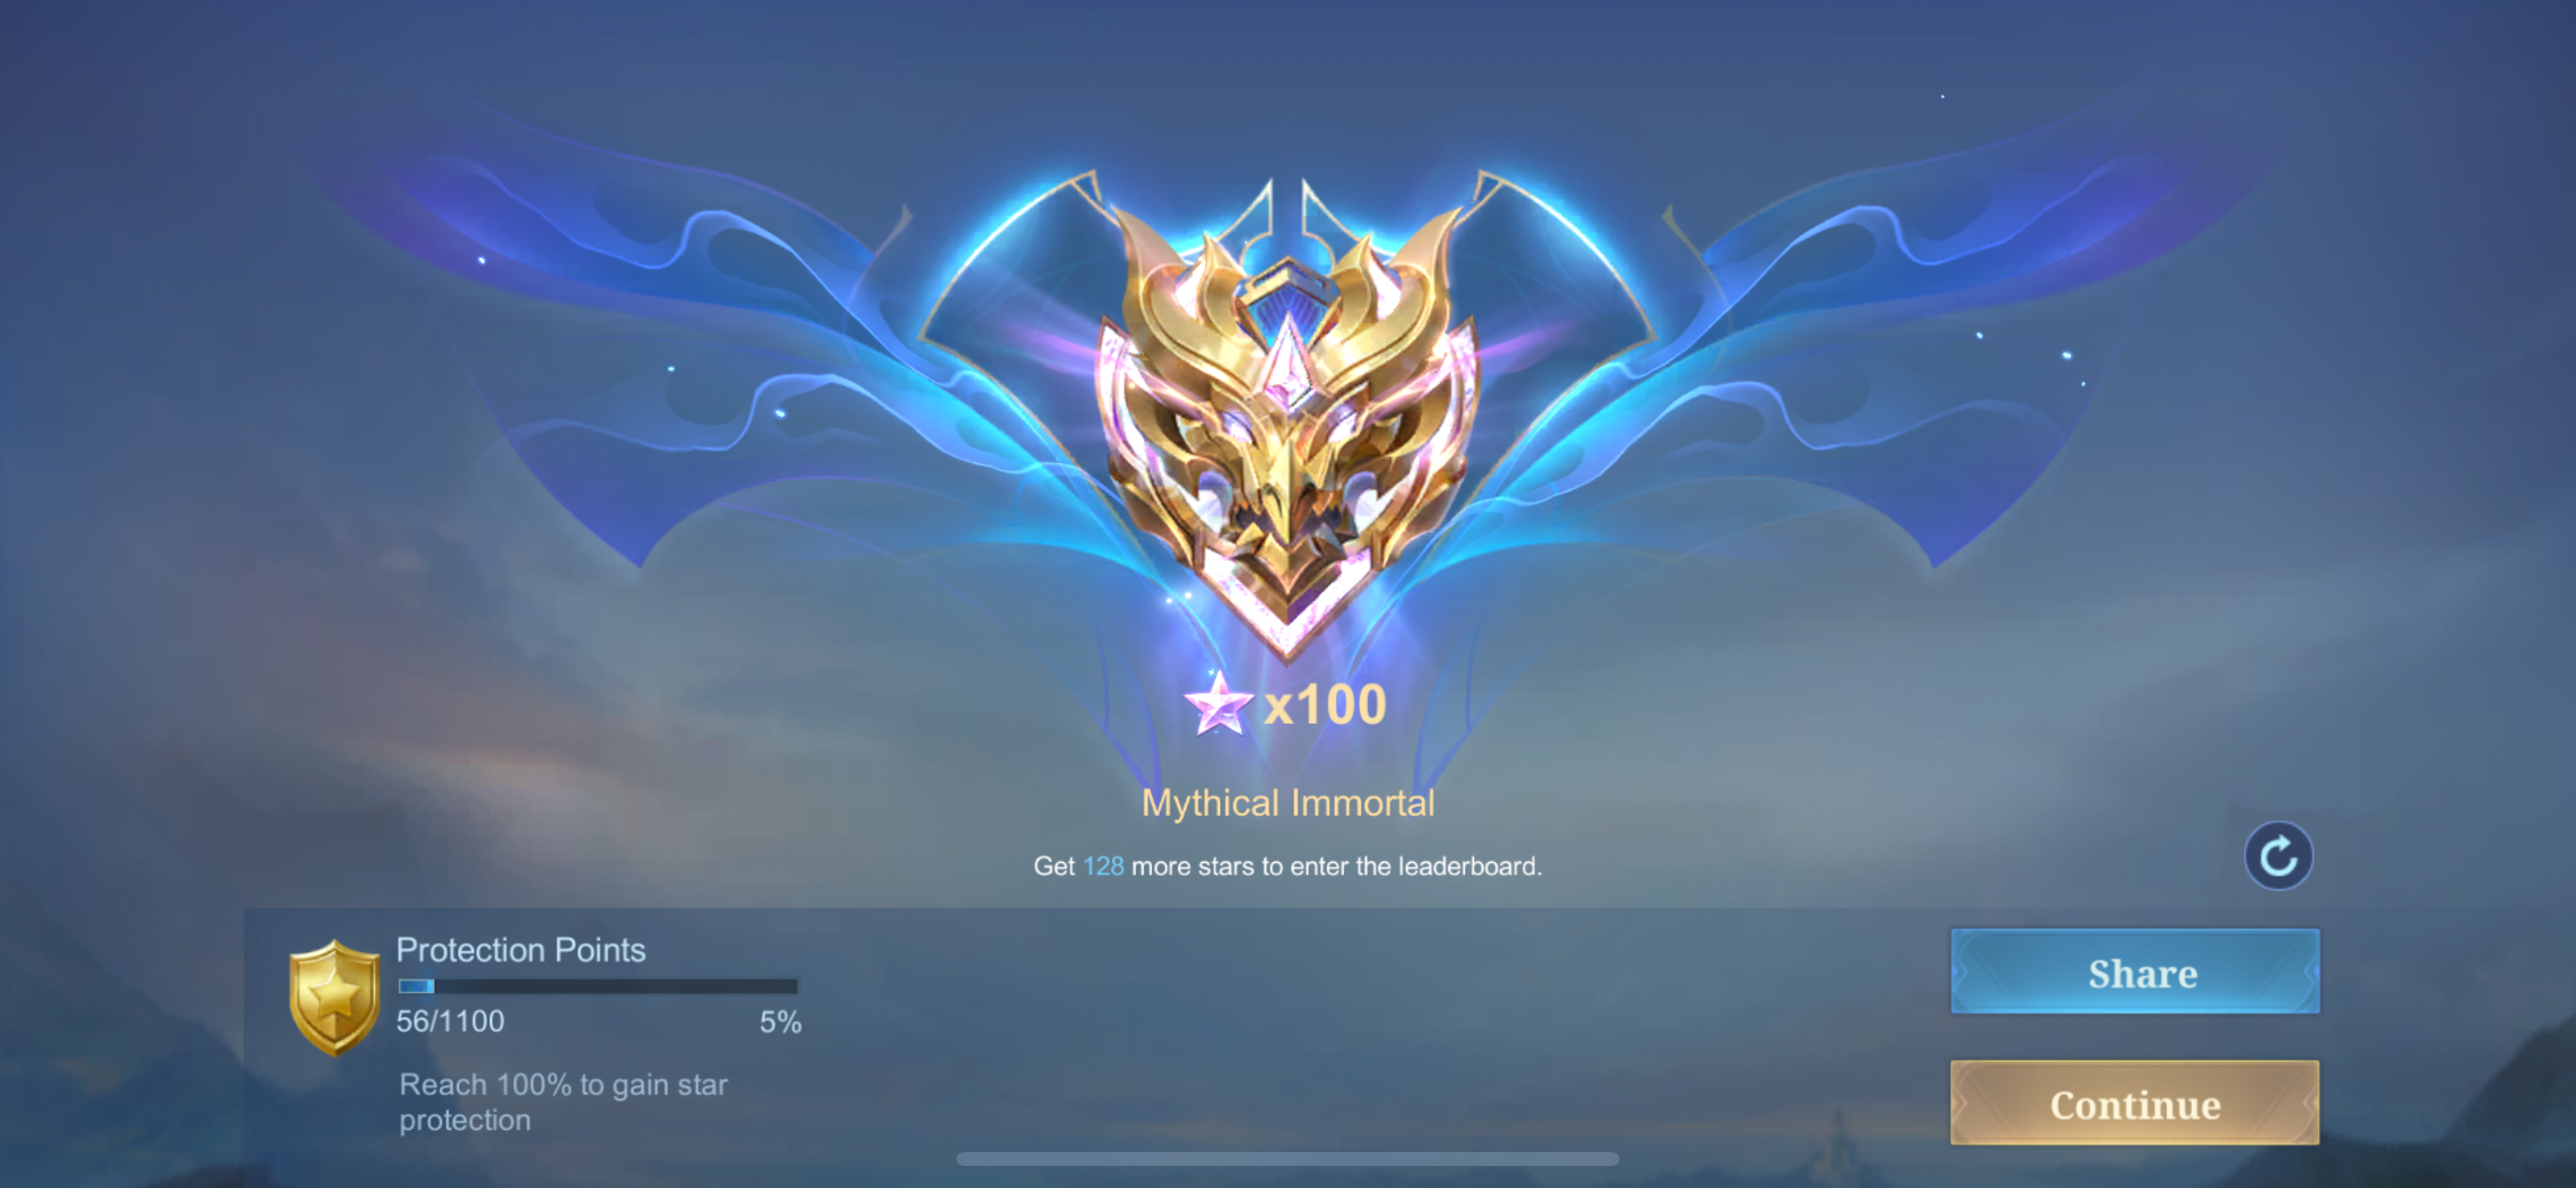 x100
Mythical Immortal
Get 128 more stars to enter the leaderboard.
Protection Points
56/1100 5%
Reach 100% to gain star
protection
Share
Continue